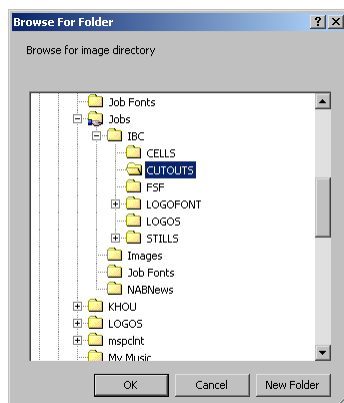 Browse For Folder
Browse for image directory
Job Fonts
Jobs
IBC
CELLS
CUTOUTS
FSF
LOGOFONT
LOGOS
STILLS
Images
Job Fonts
NABNews
KHOU
LOGOS
mspclnt
My Music
OK Cancel New Folder